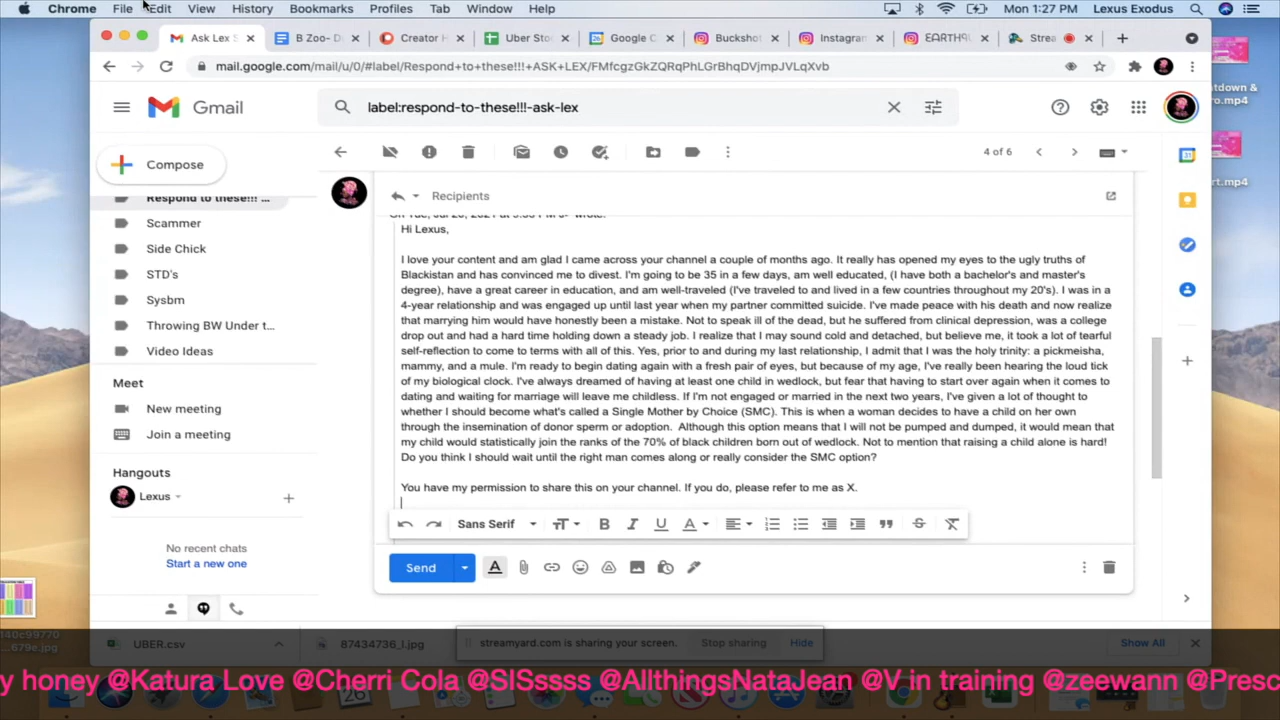 Chrome File Edit View History Bookmarks Profiles Tab Window Help Mon 1:27 PM Lexus Exodus
Ask Lex S B Zoo- D Creator H Uber Sto Google C Buckshot Instagram EARTHQU Strea
mail.google.com/mail/u/0/#label/Respond+to+these!!!-ASK+LEX/FMfcgzGkZQRqPhLGrBhqDVjmpJVLqXvb
Gmail
label:respond-to-these!!!-ask-lex
Compose
4 of 6
Respond to these!!! ...
Scammer
Side Chick
STD's
Sysbm
Throwing BW Under t...
Video Ideas
Meet
New meeting
Join a meeting
Hangouts
Lexus
No recent chats
Start a new one
Recipients
Hi Lexus,
I love your content and am glad I came across your channel a couple of months ago. It really has opened my eyes to the ugly truths of
Blackistan and has convinced me to divest. I'm going to be 35 in a few days, am well educated, (I have both a bachelor's and master's
degree), have a great career in education, and am well-traveled (I've traveled to and lived in a few countries throughout my 20's). I was in a
4-year relationship and was engaged up until last year when my partner committed suicide. I've made peace with his death and now realize
that marrying him would have honestly been a mistake. Not to speak ill of the dead, but he suffered from clinical depression, was a college
drop out and had a hard time holding down a steady job. I realize that I may sound cold and detached, but believe me, it took a lot of tearful
self-reflection to come to terms with all of this. Yes, prior to and during my last relationship, I admit that I was the holy trinity: a pickmeisha,
mammy, and a mule. I'm ready to begin dating again with a fresh pair of eyes, but because of my age, I've really been hearing the loud tick
of my biological clock. I've always dreamed of having at least one child in wedlock, but fear that having to start over again when it comes to
dating and waiting for marriage will leave me childless. If I'm not engaged or married in the next two years, I've given a lot of thought to
whether I should become what's called a Single Mother by Choice (SMC). This is when a woman decides to have a child on her own
through the insemination of donor sperm or adoption. Although this option means that I will not be pumped and dumped, it would mean that
my child would statistically join the ranks of the 70% of black children born out of wedlock. Not to mention that raising a child alone is hard!
Do you think I should wait until the right man comes along or really consider the SMC option?
You have my permission to share this on your channel. If you do, please refer to me as X.
Sans Serif
Send
tdown &
ro.mp4
rt.mp4
140c99770
...679e.jpg
UBER.csv
87434736_l.jpg
streamyard.com is sharing your screen. Stop sharing Hide
Show All
y honey @Katura Love @Cherri Cola @SISssss @AllthingsNataJean @V in training @zeewann @Presc